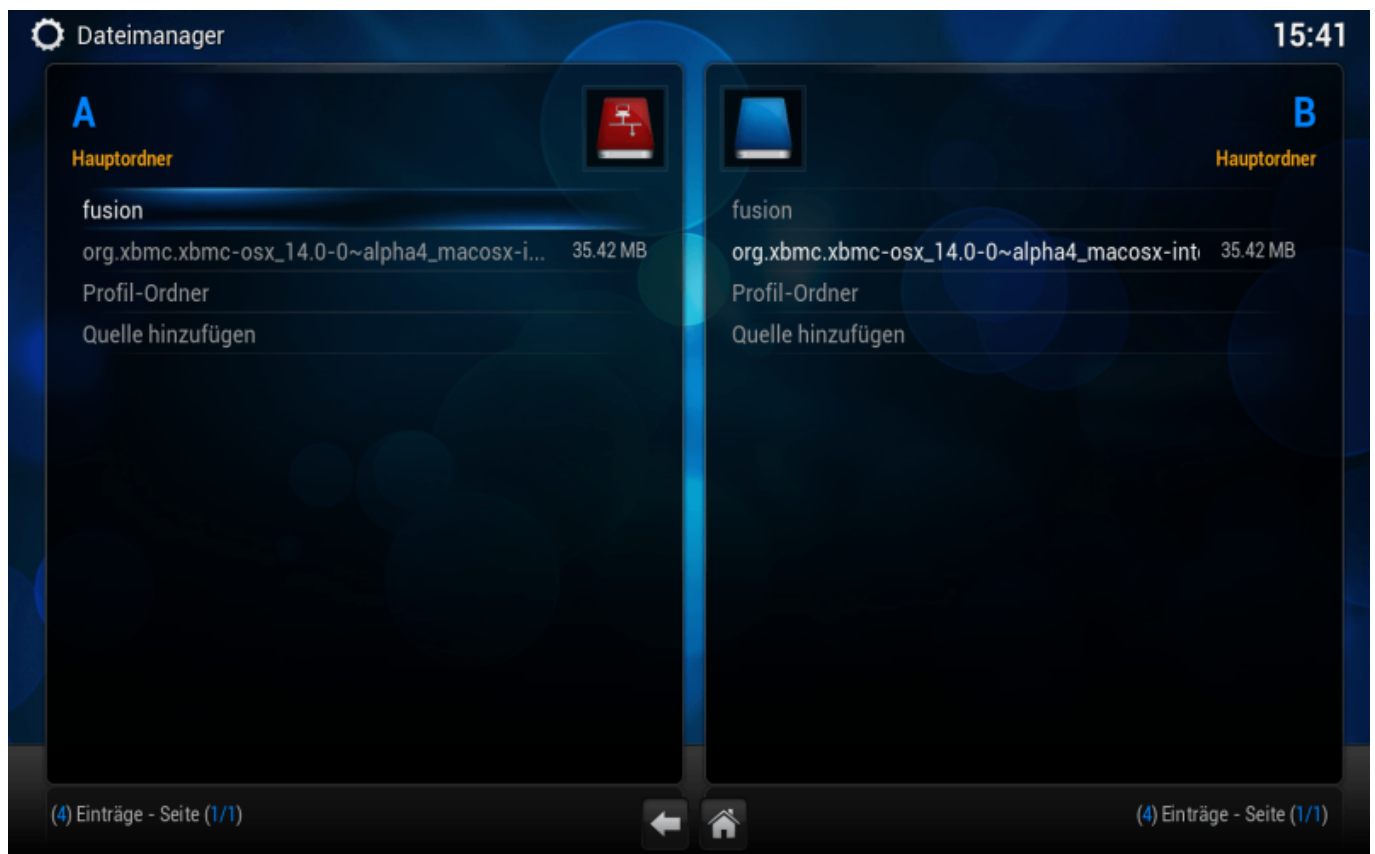 Dateimanager
15:41
A
Hauptordner
fusion
org.xbmc.xbmc-osx_14.0-0~alpha4_macosx-i... 35.42 MB
Profil-Ordner
Quelle hinzufügen
B
Hauptordner
fusion
org.xbmc.xbmc-osx_14.0-0~alpha4_macosx-int 35.42 MB
Profil-Ordner
Quelle hinzufügen
(4) Einträge - Seite (1/1)
(4) Einträge - Seite (1/1)